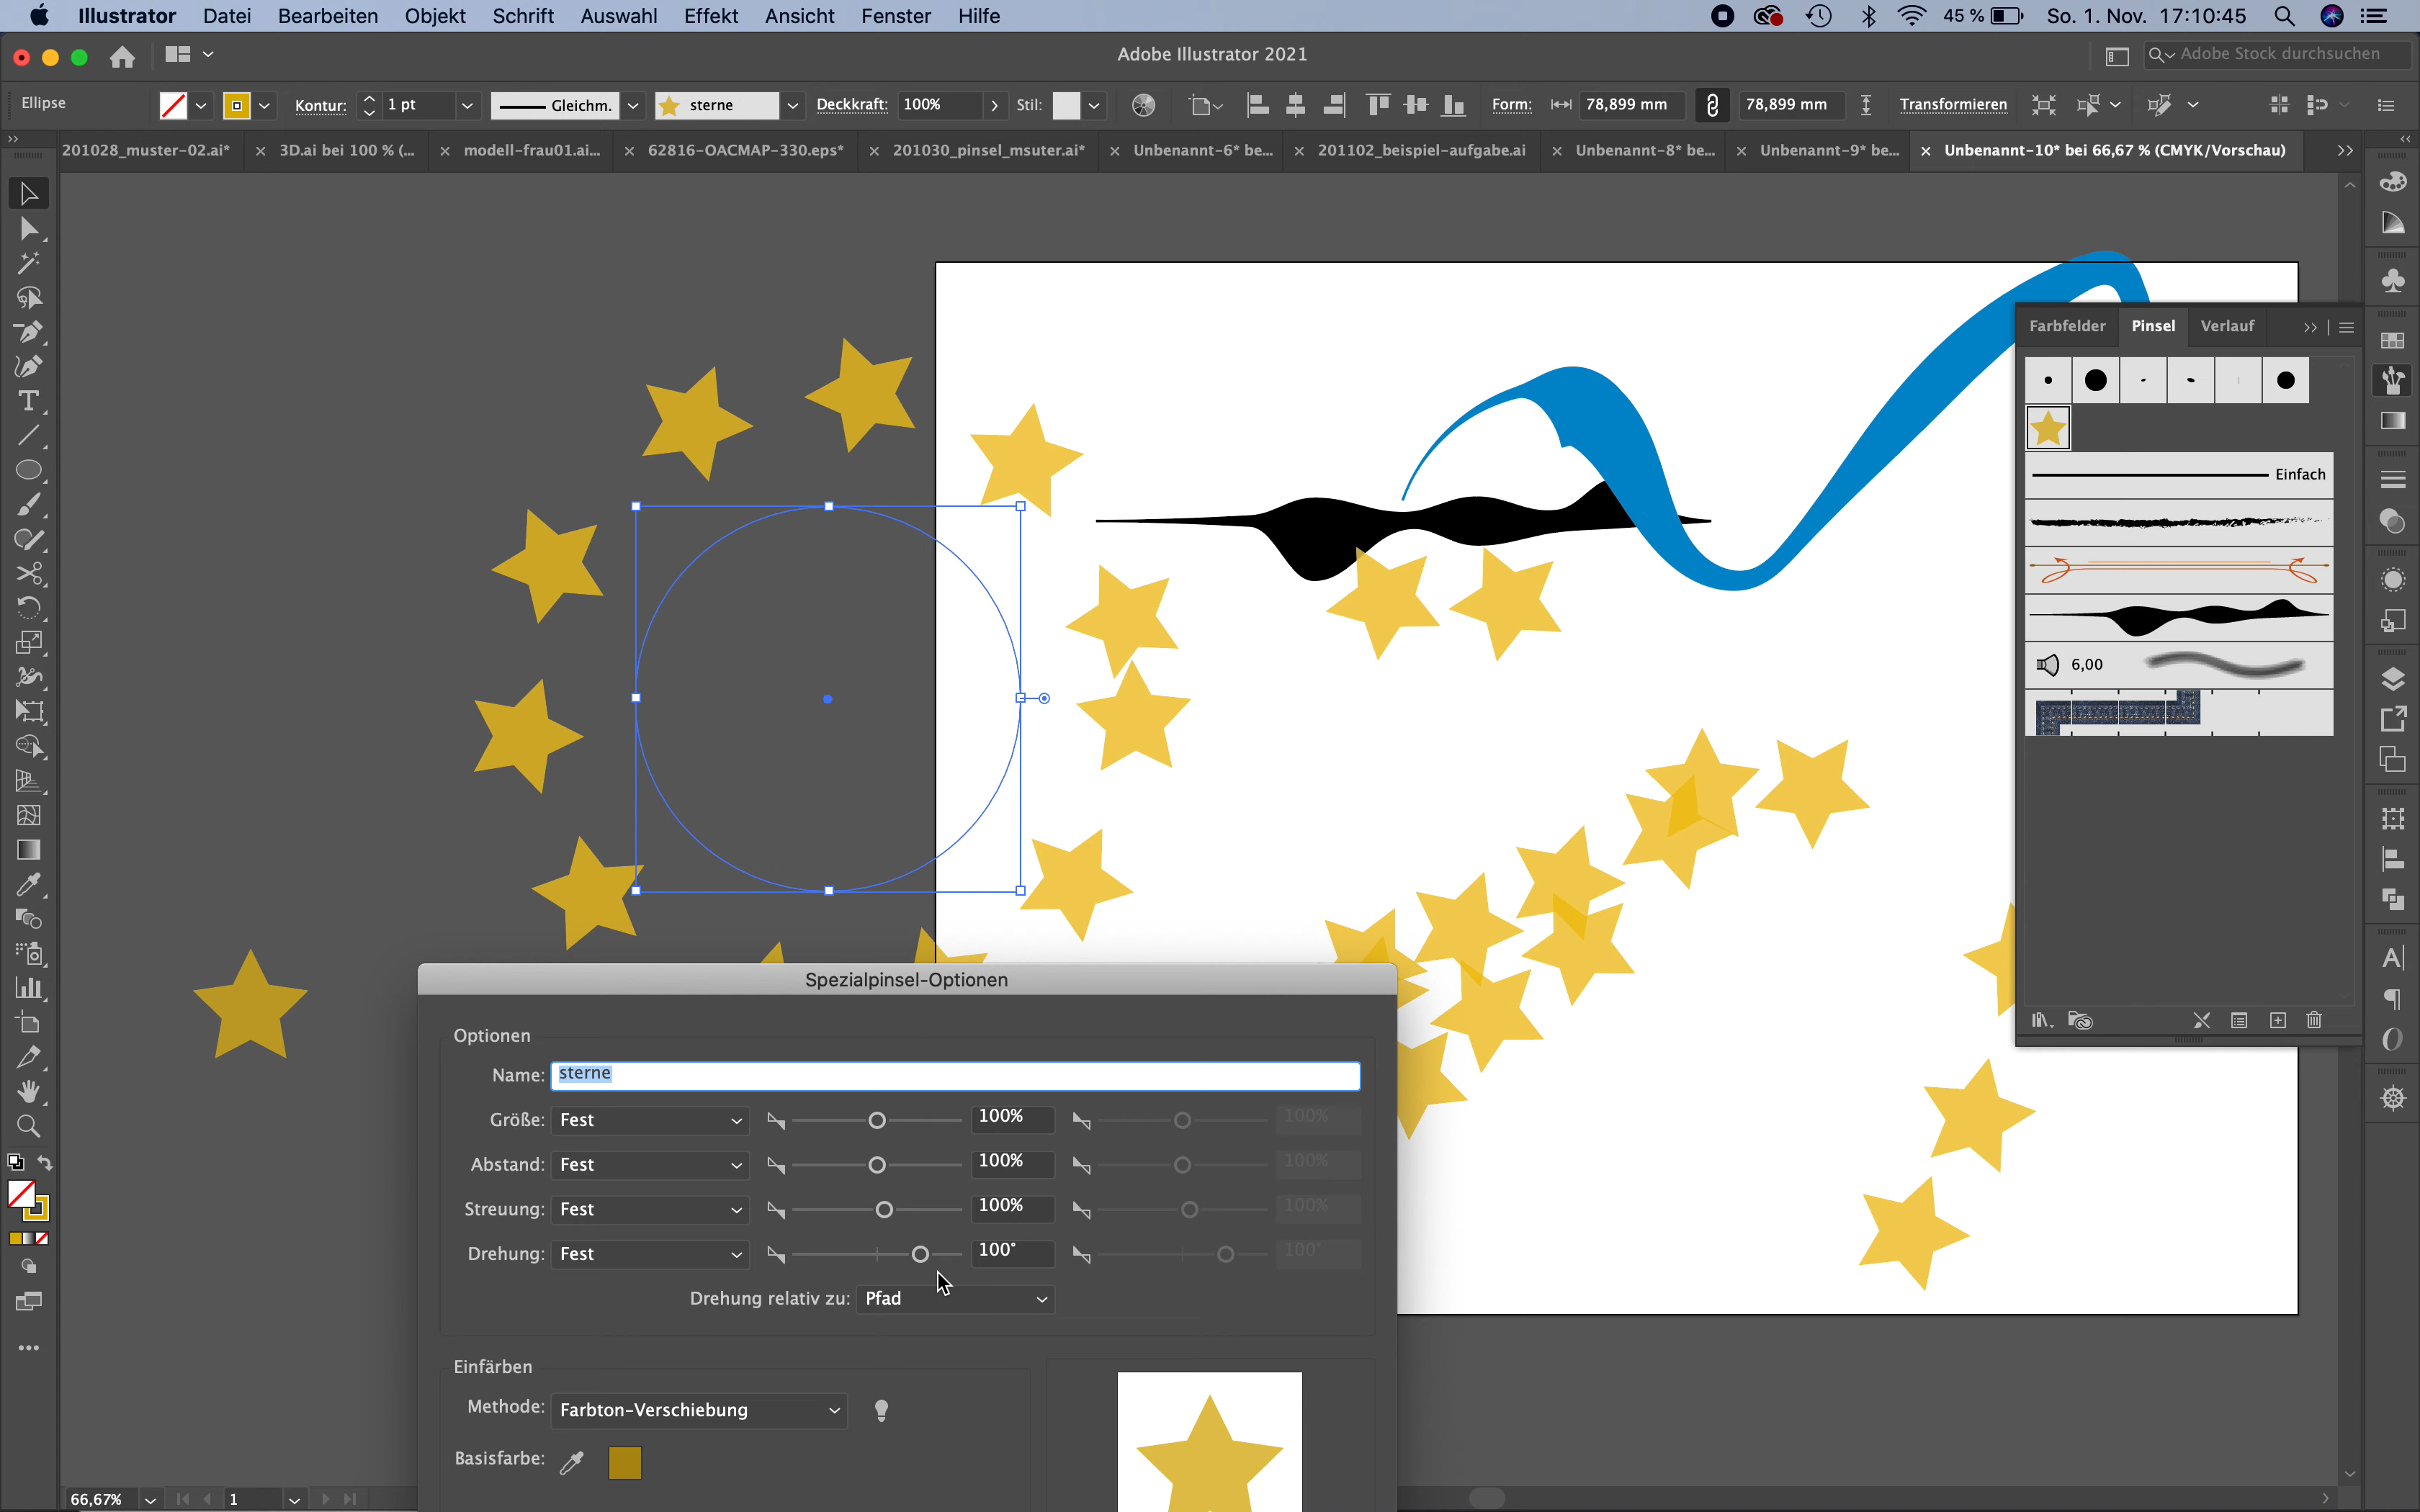 Illustrator Datei Bearbeiten Objekt Schrift Auswahl Effekt Ansicht Fenster Hilfe 45 % So. 1. Nov. 17:10:45
Adobe Illustrator 2021
Adobe Stock durchsuchen
Ellipse Kontur: 1 pt Gleichm. sterne Deckkraft: 100% Stil: Form: 78,899 mm 78,899 mm Transformieren
201028_muster-02.ai* × 3D.ai bei 100 % (... × modell-frau01.ai... × 62816-OACMAP-330.eps* × 201030_pinsel_msuter.ai* × Unbenannt-6* be... × 201102_beispiel-aufgabe.ai × Unbenannt-8* be... × Unbenannt-9* be... × Unbenannt-10* bei 66,67 % (CMYK/Vorschau)
Farbfelder Pinsel Verlauf
Einfach
6,00
Spezialpinsel-Optionen
Optionen
Name: sterne
Größe: Fest 100% 100%
Abstand: Fest 100% 100%
Streuung: Fest 100% 100%
Drehung: Fest 100° 100°
Drehung relativ zu: Pfad
Einfärben
Methode: Farbton-Verschiebung
Basisfarbe:
66,67% 1